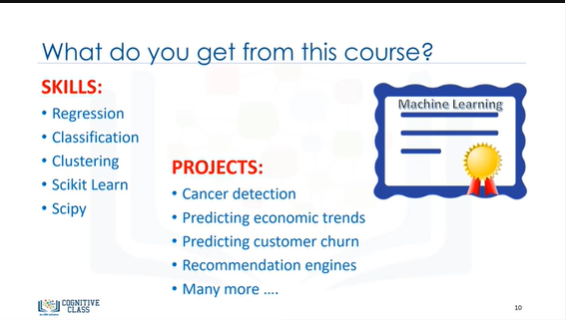 What do you get from this course?
SKILLS:
• Regression
• Classification
• Clustering
• Scikit Learn
• Scipy
PROJECTS:
• Cancer detection
• Predicting economic trends
• Predicting customer churn
• Recommendation engines
• Many more ....
Machine Learning
COGNITIVE
CLASS
10